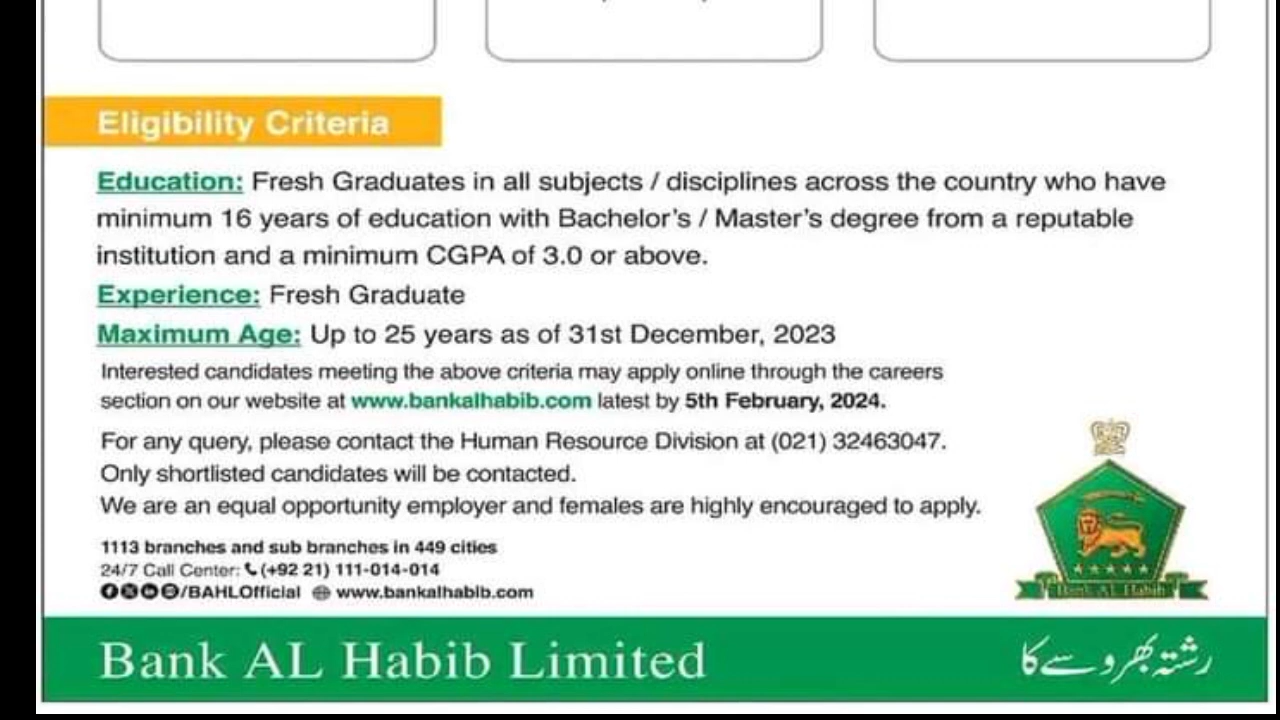 Eligibility Criteria
Education: Fresh Graduates in all subjects / disciplines across the country who have
minimum 16 years of education with Bachelor's / Master's degree from a reputable
institution and a minimum CGPA of 3.0 or above.
Experience: Fresh Graduate
Maximum Age: Up to 25 years as of 31st December, 2023
Interested candidates meeting the above criteria may apply online through the careers
section on our website at www.bankalhabib.com latest by 5th February, 2024.
For any query, please contact the Human Resource Division at (021) 32463047.
Only shortlisted candidates will be contacted.
We are an equal opportunity employer and females are highly encouraged to apply.
1113 branches and sub branches in 449 cities
24/7 Call Center: (+92 21) 111-014-014
/BAHLOfficial www.bankalhabib.com
Bank AL Habib
Bank AL Habib Limited
رشتہ بھروسے کا